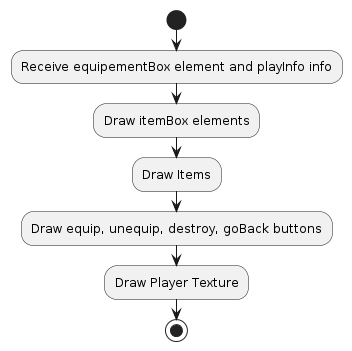 Receive equipementBox element and playInfo info
Draw itemBox elements
Draw Items
Draw equip, unequip, destroy, goBack buttons
Draw Player Texture